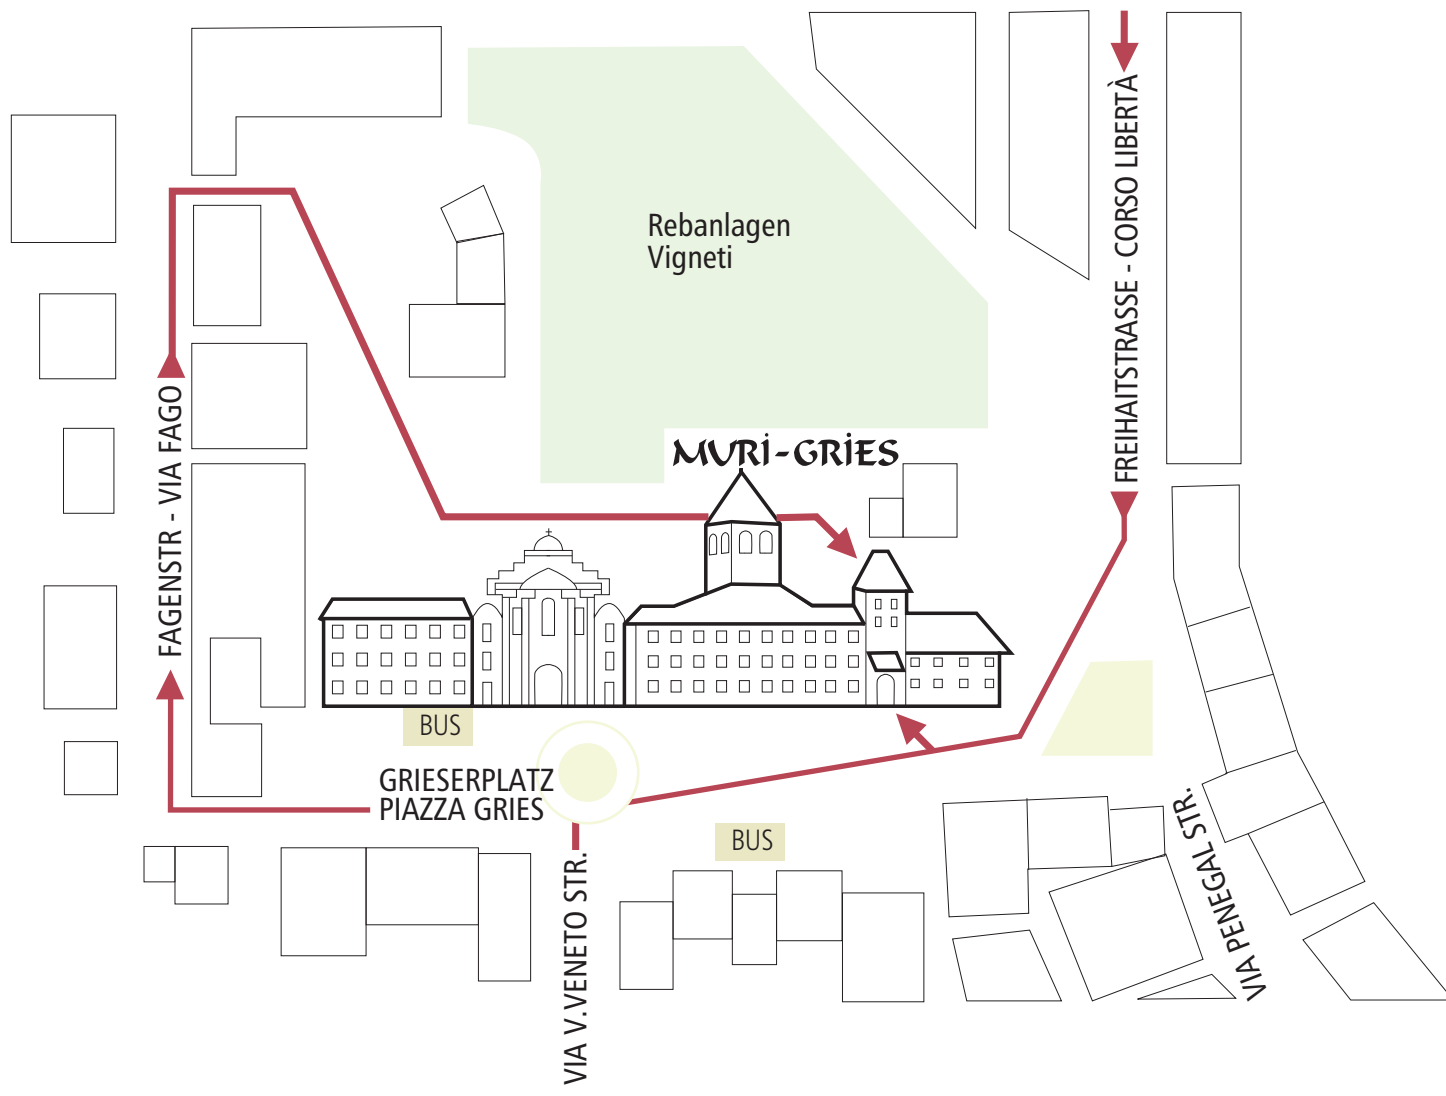 FREIHAITSTRASSE - CORSO LIBERTÀ
Rebanlagen
Vigneti
FAGENSTR - VIA FAGO
MURI-GRIES
BUS
GRIESERPLATZ
PIAZZA GRIES
BUS
VIA V.VENETO STR.
VIA PENEGAL STR.